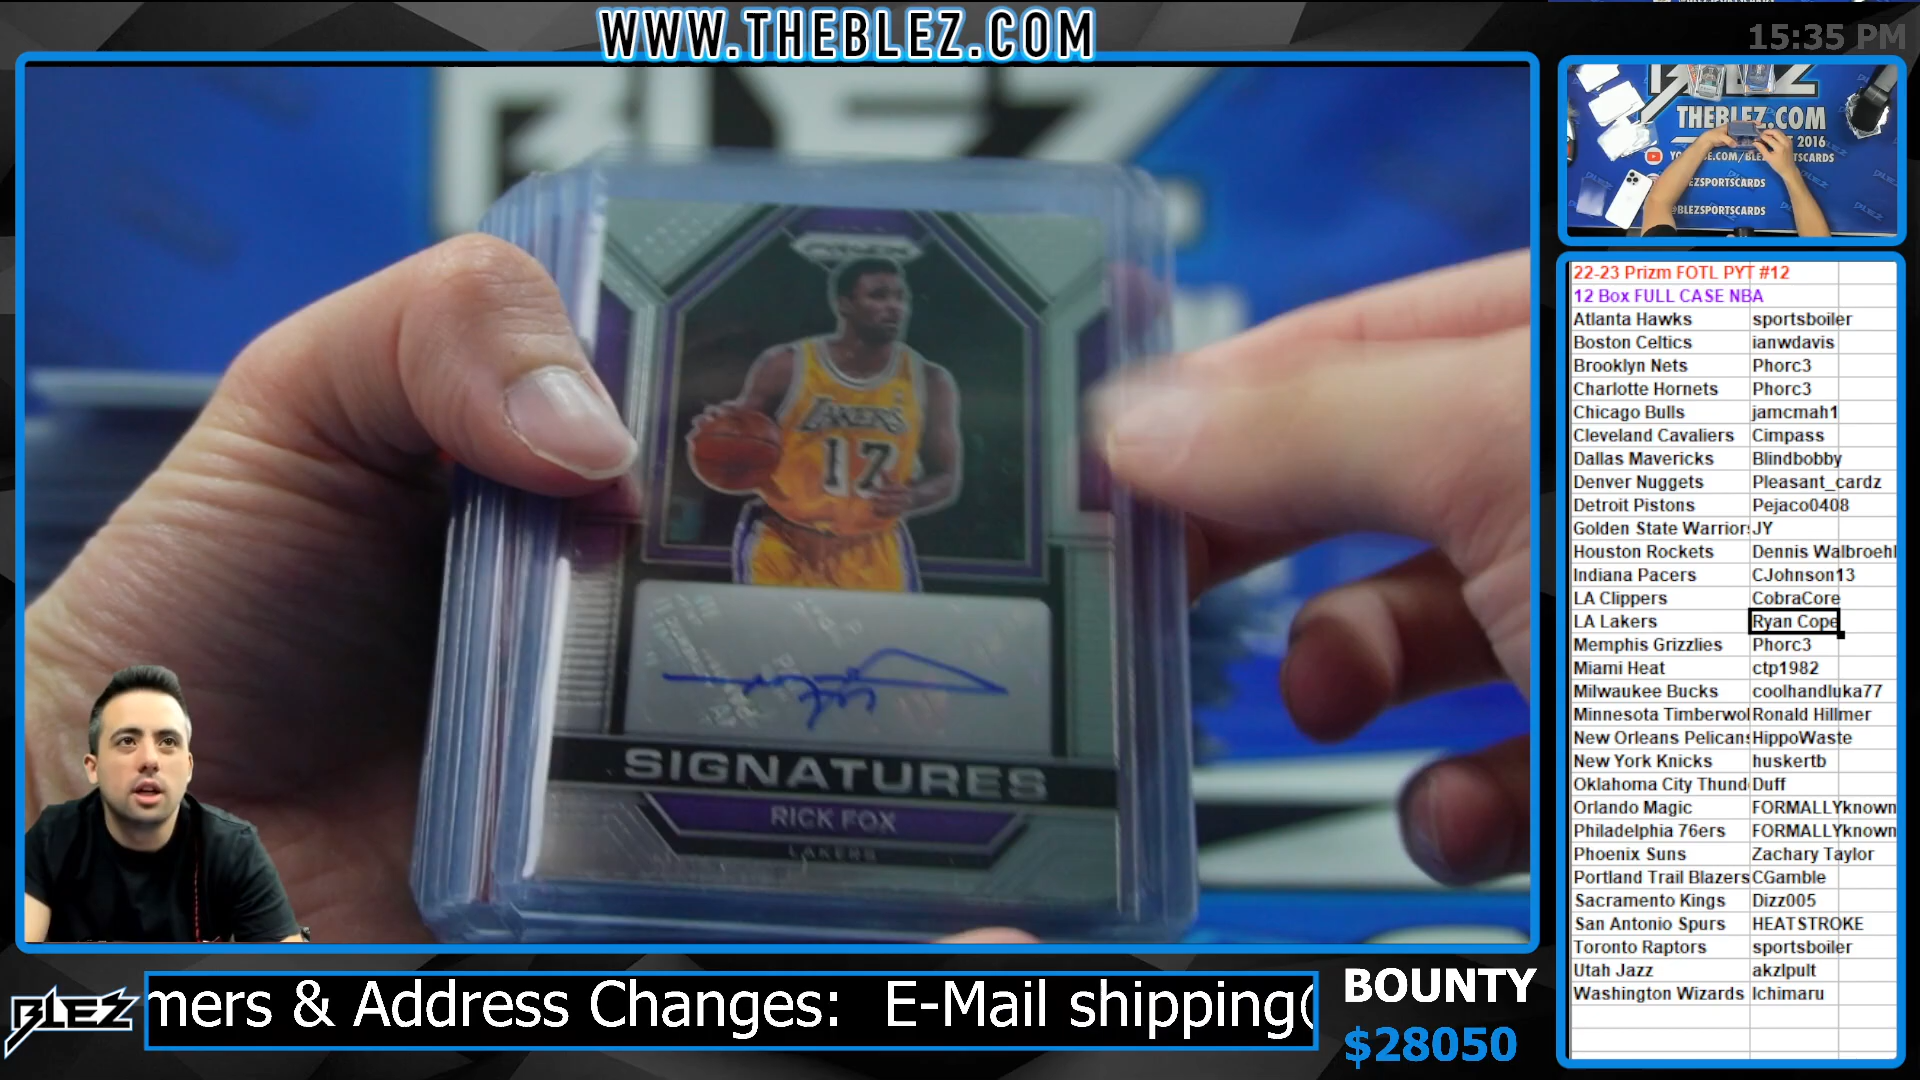 WWW.THEBLEZ.COM
15:35 PM
BLEZ
THEBLEZ.COM
2016
PRIZM
LAKERS
17
SIGNATURES
RICK FOX
LAKERS
22-23 Prizm FOTL PYT #12
12 Box FULL CASE NBA
Atlanta Hawks sportsboiler
Boston Celtics ianwdavis
Brooklyn Nets Phorc3
Charlotte Hornets Phorc3
Chicago Bulls jamcmah1
Cleveland Cavaliers Cimpass
Dallas Mavericks Blindbobby
Denver Nuggets Pleasant_cardz
Detroit Pistons Pejaco0408
Golden State Warrior JY
Houston Rockets Dennis Walbroehl
Indiana Pacers CJohnson13
LA Clippers CobraCore
LA Lakers Ryan Cope
Memphis Grizzlies Phorc3
Miami Heat ctp1982
Milwaukee Bucks coolhandluka77
Minnesota Timberwol Ronald Hillmer
New Orleans Pelicans HippoWaste
New York Knicks huskertb
Oklahoma City Thund Duff
Orlando Magic FORMALLYknown
Philadelphia 76ers FORMALLYknown
Phoenix Suns Zachary Taylor
Portland Trail Blazers CGamble
Sacramento Kings Dizz005
San Antonio Spurs HEATSTROKE
Toronto Raptors sportsboiler
Utah Jazz akzlpult
Washington Wizards Ichimaru
BLEZ
mers & Address Changes: E-Mail shipping@
BOUNTY
$28050